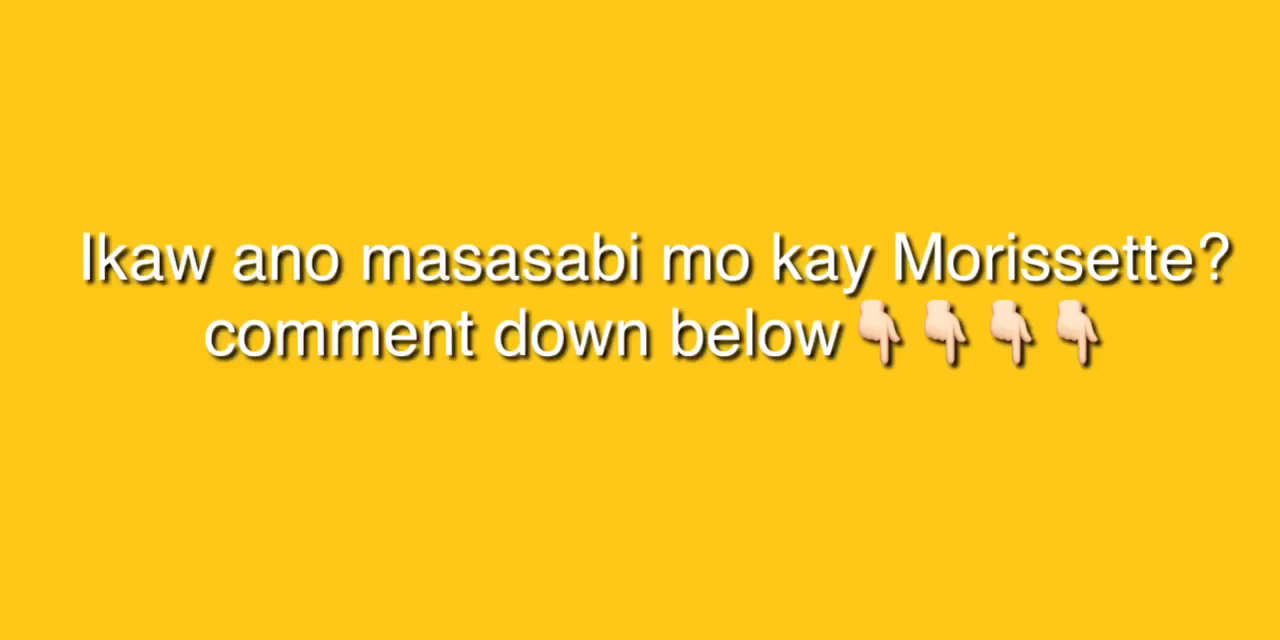 Ikaw ano masasabi mo kay Morissette?
comment down below👇🏻👇🏻👇🏻👇🏻